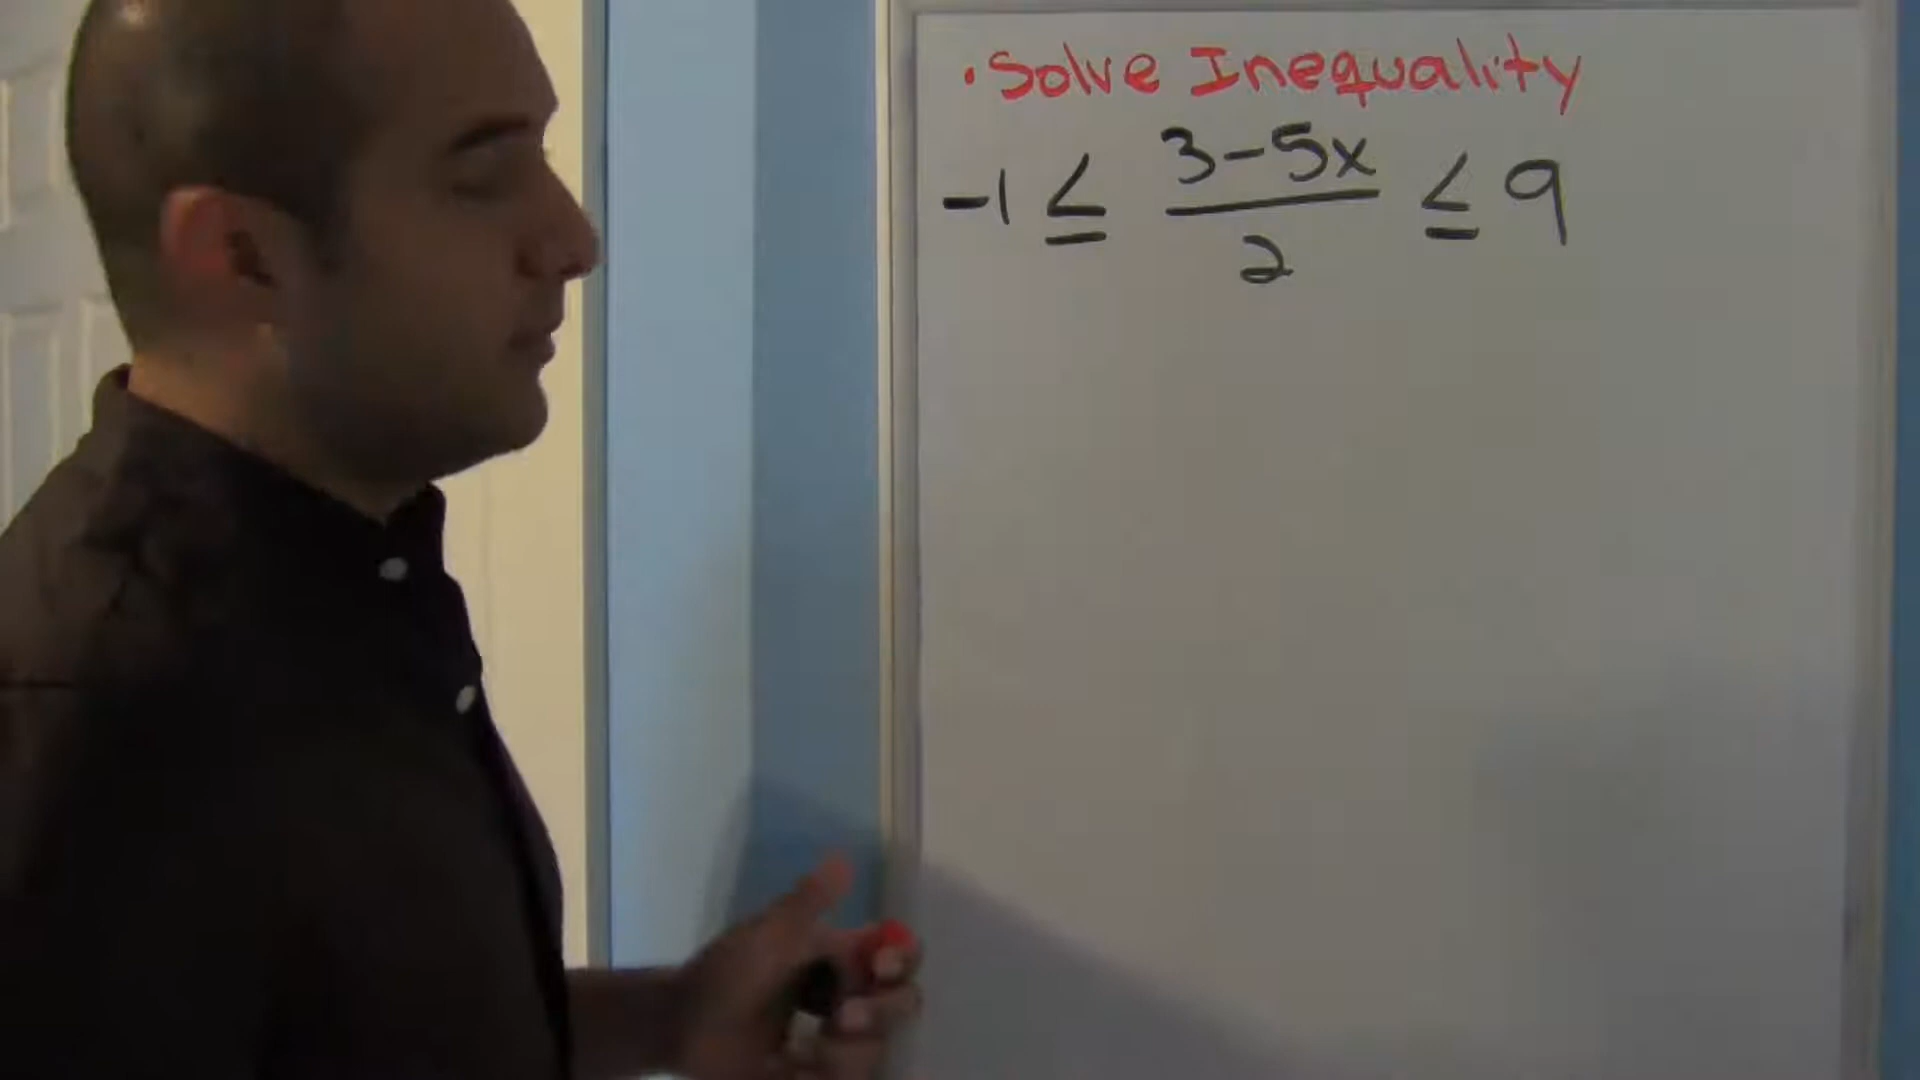 • Solve Inequality
-1 ≤ (3-5x)/2 ≤ 9